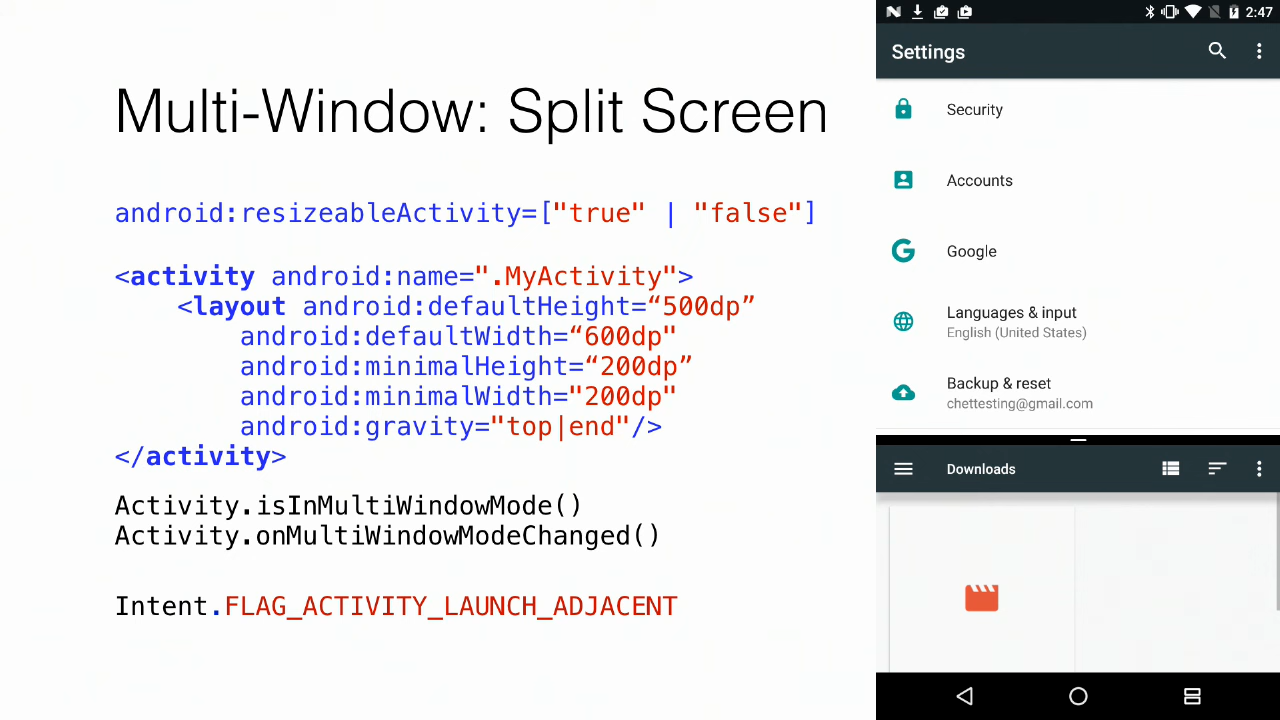 Multi-Window: Split Screen
android:resizeableActivity=["true" | "false"]
<activity android:name=".MyActivity">
<layout android:defaultHeight=“500dp”
android:defaultWidth=“600dp"
android:minimalHeight=“200dp”
android:minimalWidth="200dp"
android:gravity="top|end"/>
</activity>
Activity.isInMultiWindowMode()
Activity.onMultiWindowModeChanged()
Intent.FLAG_ACTIVITY_LAUNCH_ADJACENT
2:47
Settings
Security
Accounts
Google
Languages & input
English (United States)
Backup & reset
chettesting@gmail.com
Downloads